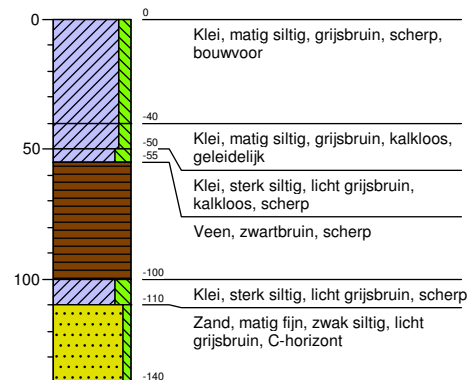 0
0
Klei, matig siltig, grijsbruin, scherp,
bouwvoor
-40
Klei, matig siltig, grijsbruin, kalkloos,
geleidelijk
50
-50
-55
Klei, sterk siltig, licht grijsbruin,
kalkloos, scherp
Veen, zwartbruin, scherp
100
-100
Klei, sterk siltig, licht grijsbruin, scherp
-110
Zand, matig fijn, zwak siltig, licht
grijsbruin, C-horizont
-140